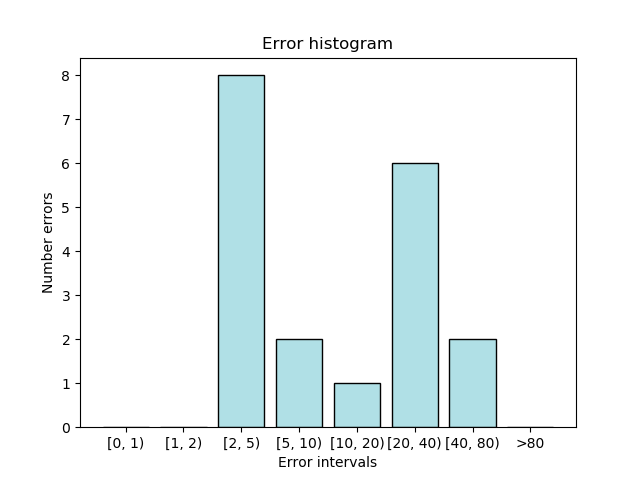 Error histogram
8
7
6
5
4
3
2
1
0
Number errors
[0, 1) [1, 2) [2, 5) [5, 10) [10, 20) [20, 40) [40, 80) >80
Error intervals